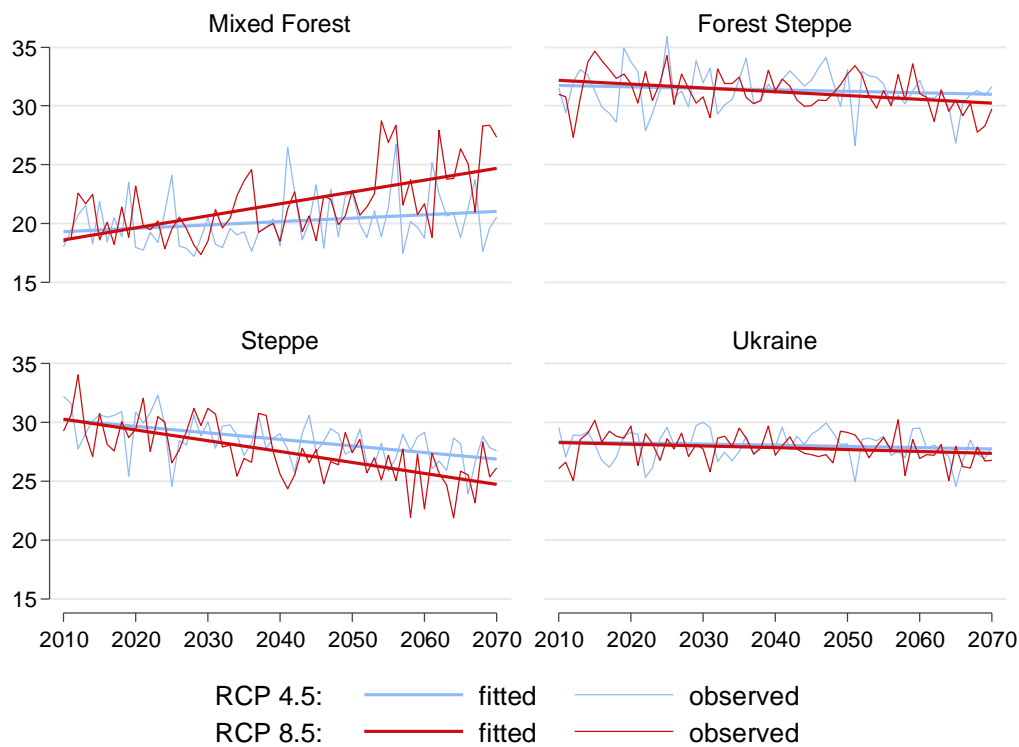 Mixed Forest
Forest Steppe
35
30
25
20
15
Steppe
Ukraine
35
30
25
20
15
2010 2020 2030 2040 2050 2060 2070
2010 2020 2030 2040 2050 2060 2070
RCP 4.5: fitted observed
RCP 8.5: fitted observed